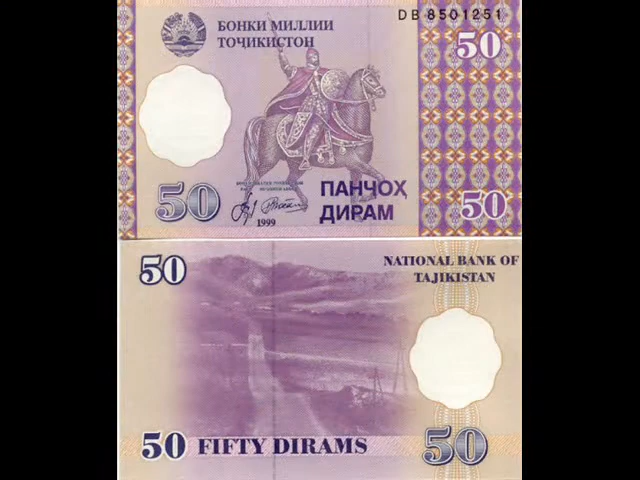 БОНКИ МИЛЛИИ
ТОҶИКИСТОН
DB 8501251
50
50
ПАНҶОҲ
ДИРАМ
50
1999
50
NATIONAL BANK OF
TAJIKISTAN
50 FIFTY DIRAMS
50